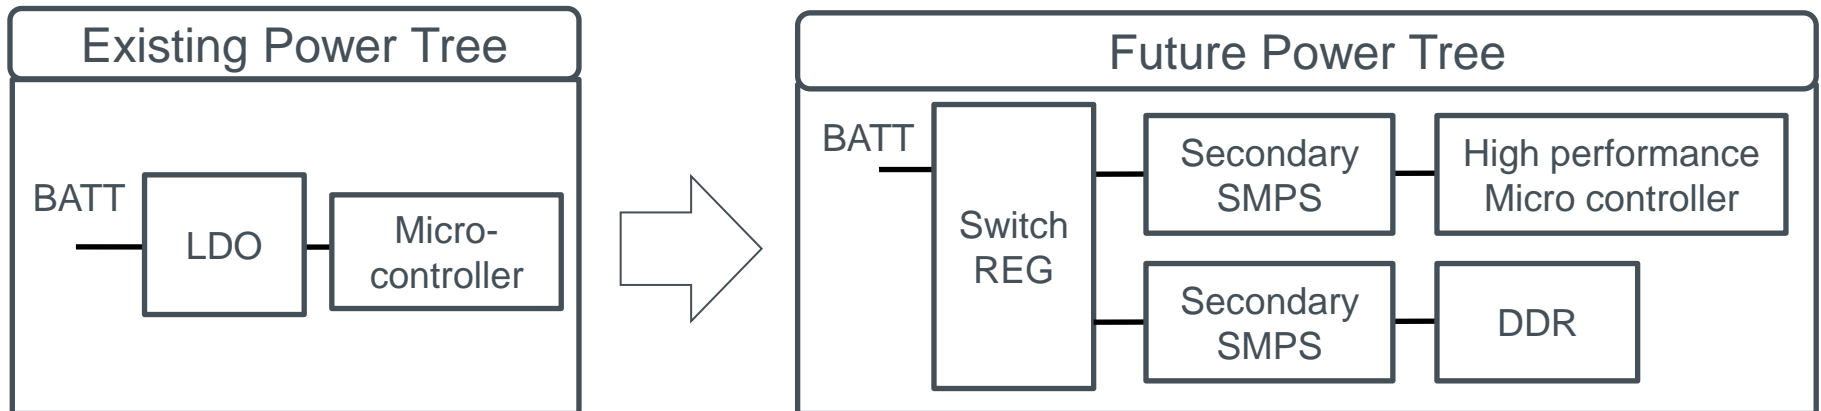 Existing Power Tree
BATT
LDO
Micro-
controller
Future Power Tree
BATT
Switch
REG
Secondary
SMPS
High performance
Micro controller
Secondary
SMPS
DDR